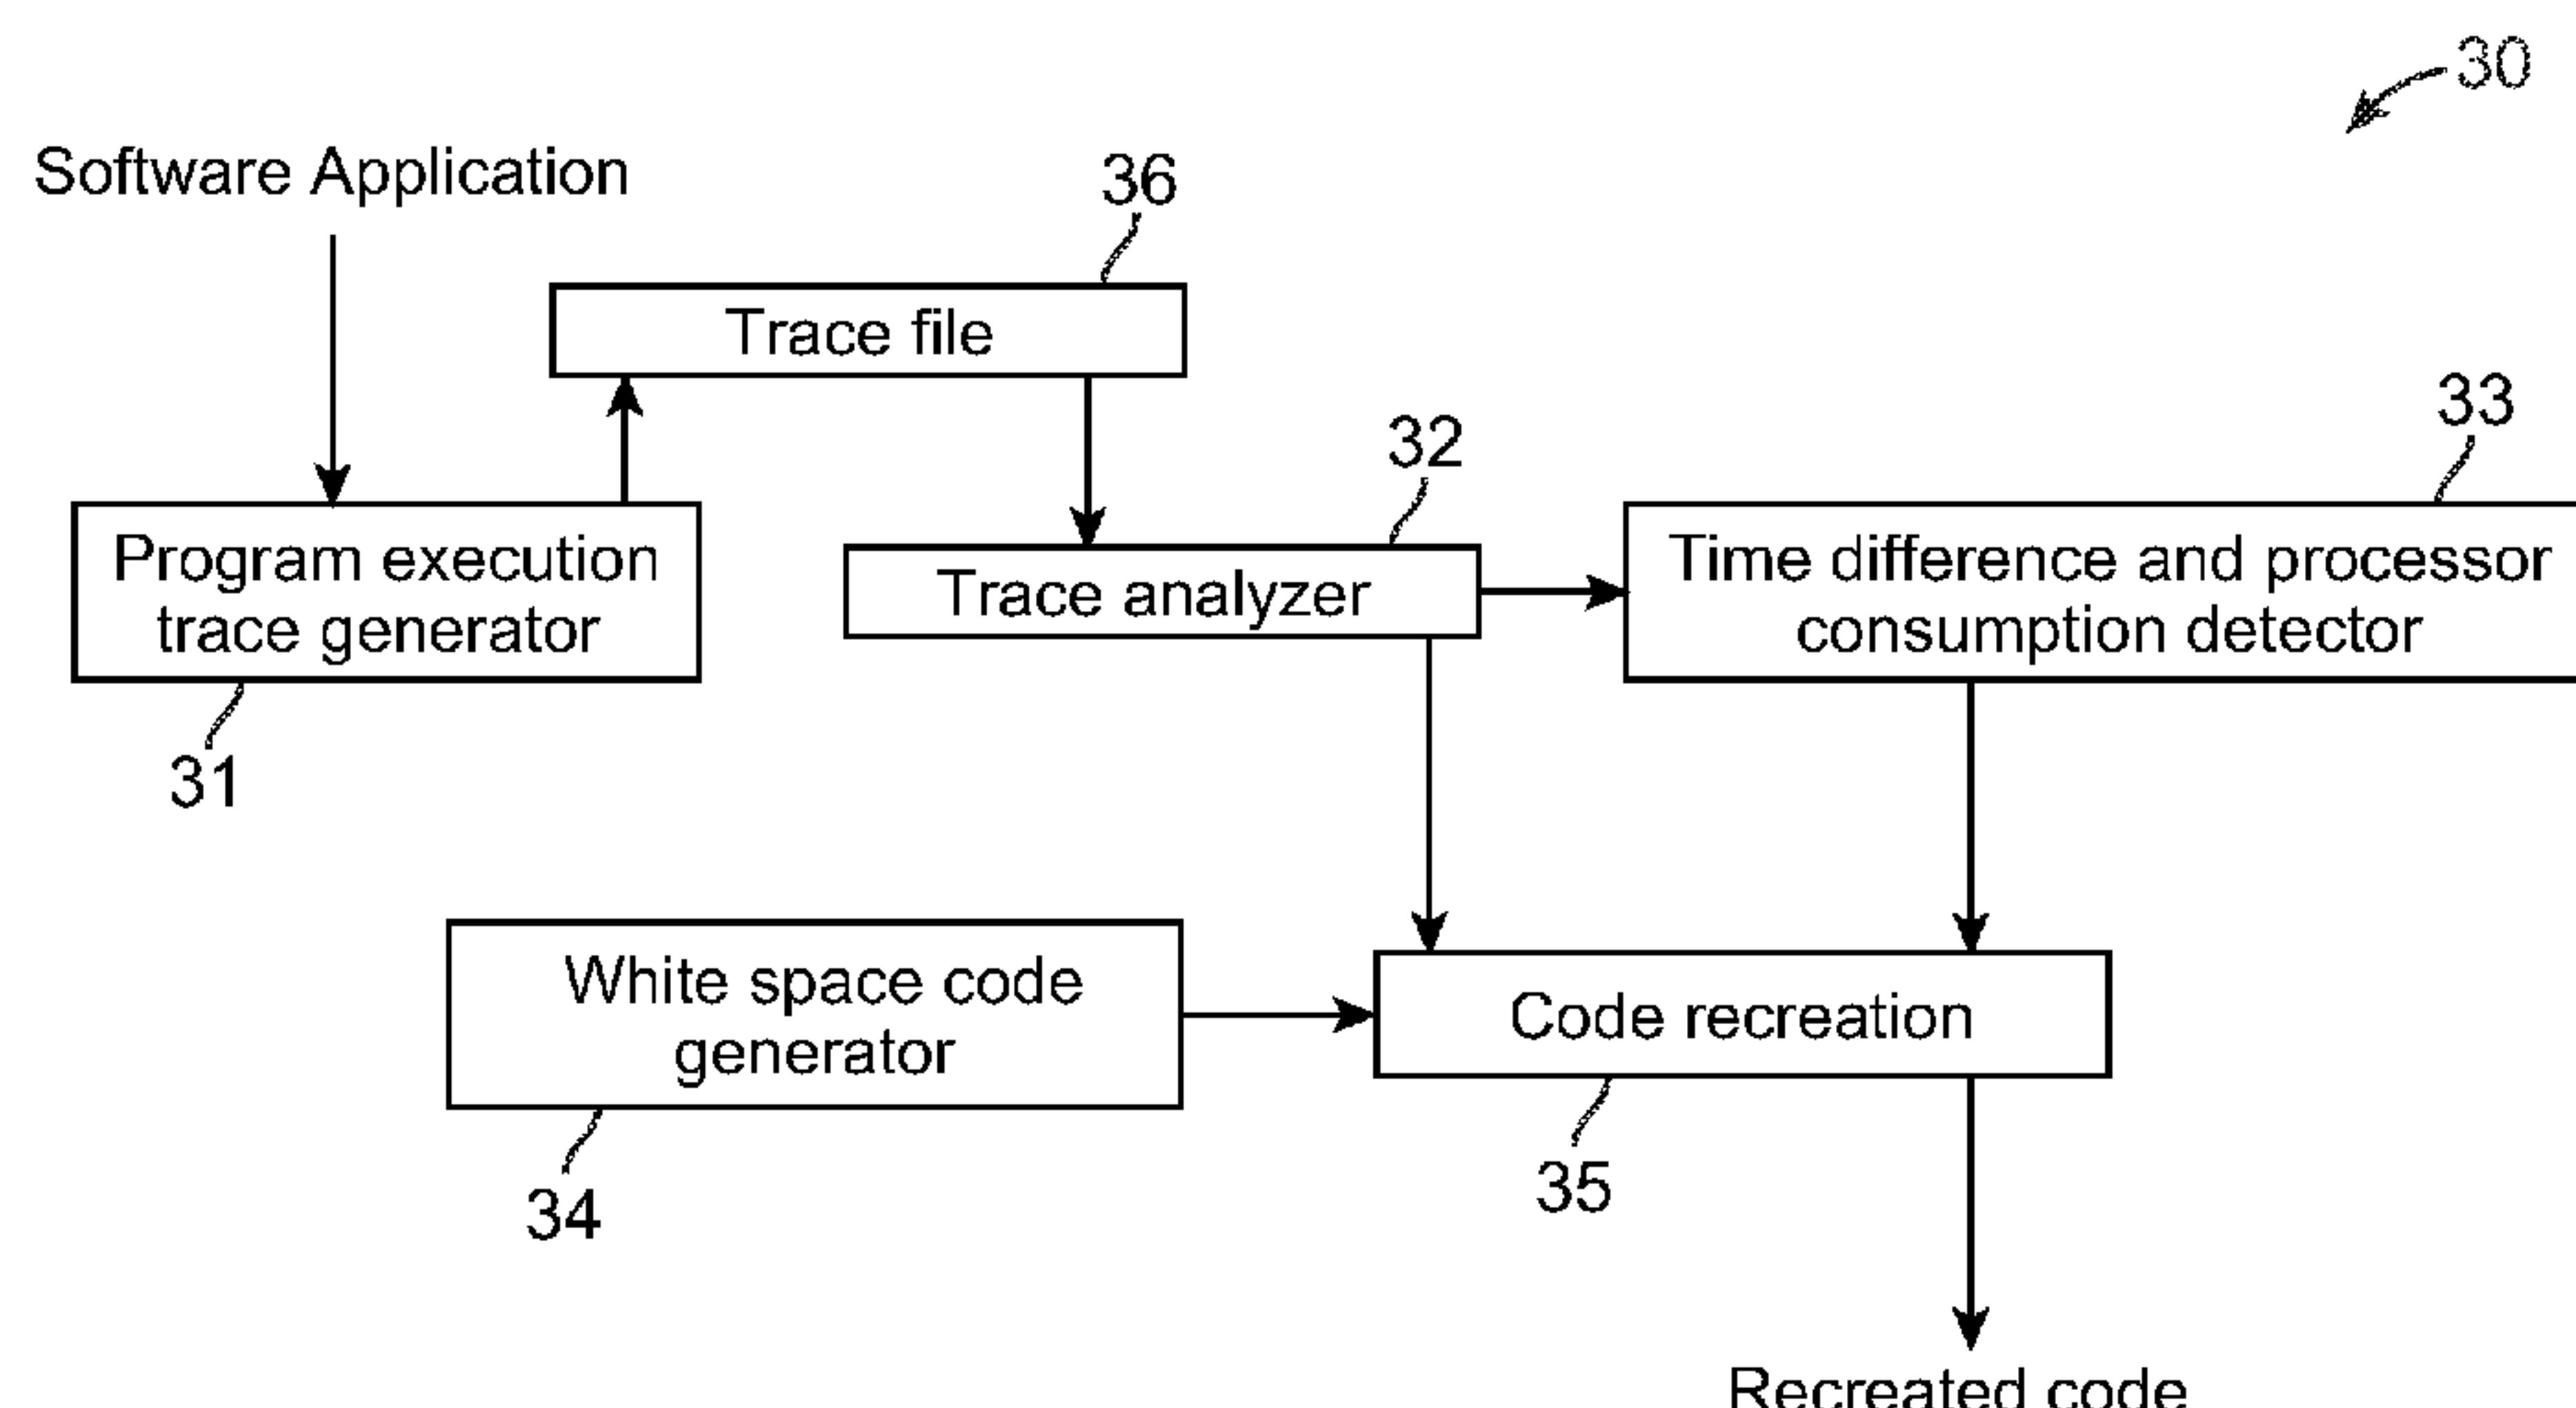 30
Software Application
36
Trace file
33
32
Program execution
trace generator
Trace analyzer
Time difference and processor
consumption detector
31
White space code
generator
Code recreation
34
35
Recreated code